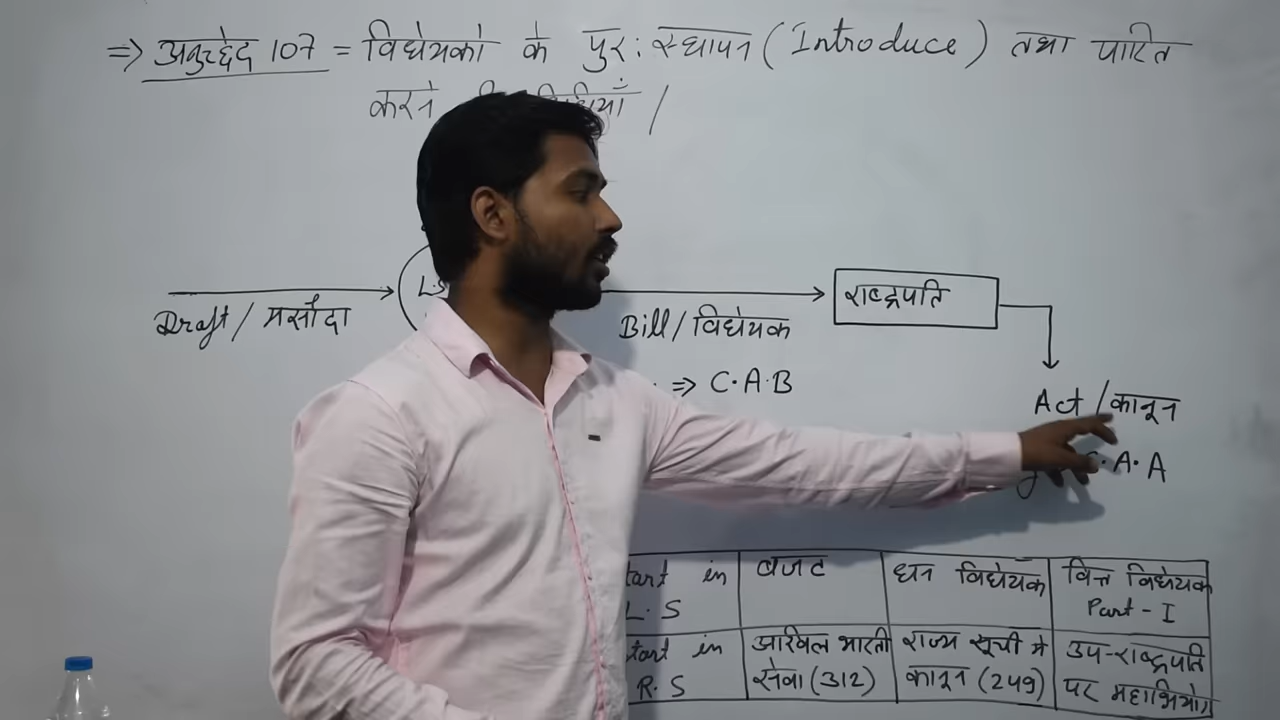 ⇒ अनुच्छेद 107 = विधेयको के पुर: स्थापन (Introduce) तथा पारित
करने /
Draft / मसौदा
L.S
Bill / विधेयक
राष्ट्रपति
⇒ C.A.B
Act / कानून
A.A
tart in L.S
बजट
धन विधेयक
वित्त विधेयक Part - I
tart in R.S
अखिल भारती सेवा (312)
राज्य सूची मे कानून (249)
उप-राष्ट्रपति पर महाभियोग